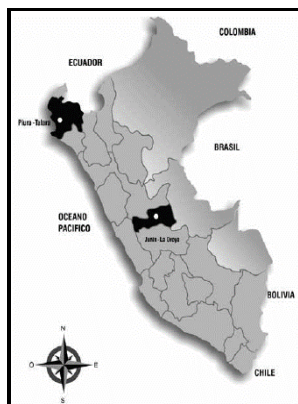 COLOMBIA
ECUADOR
Piura - Talara
BRASIL
OCEANO
PACIFICO
Junín - La Oroya
BOLIVIA
CHILE
N
O
E
S